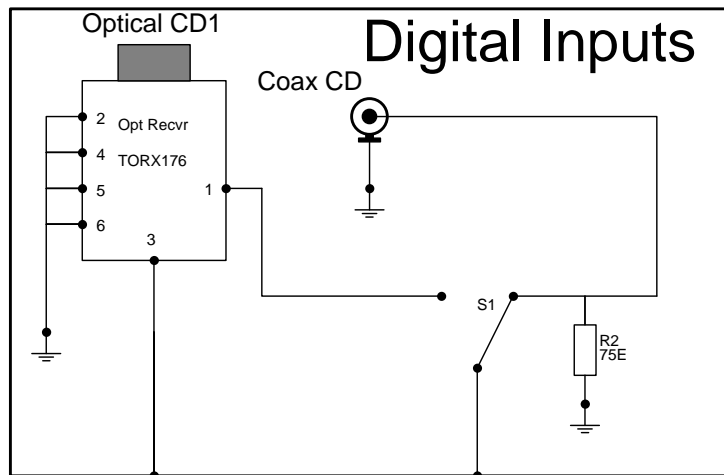 Optical CD1
Digital Inputs
Coax CD
2
Opt Recvr
4
TORX176
5
1
6
3
S1
R2
75E